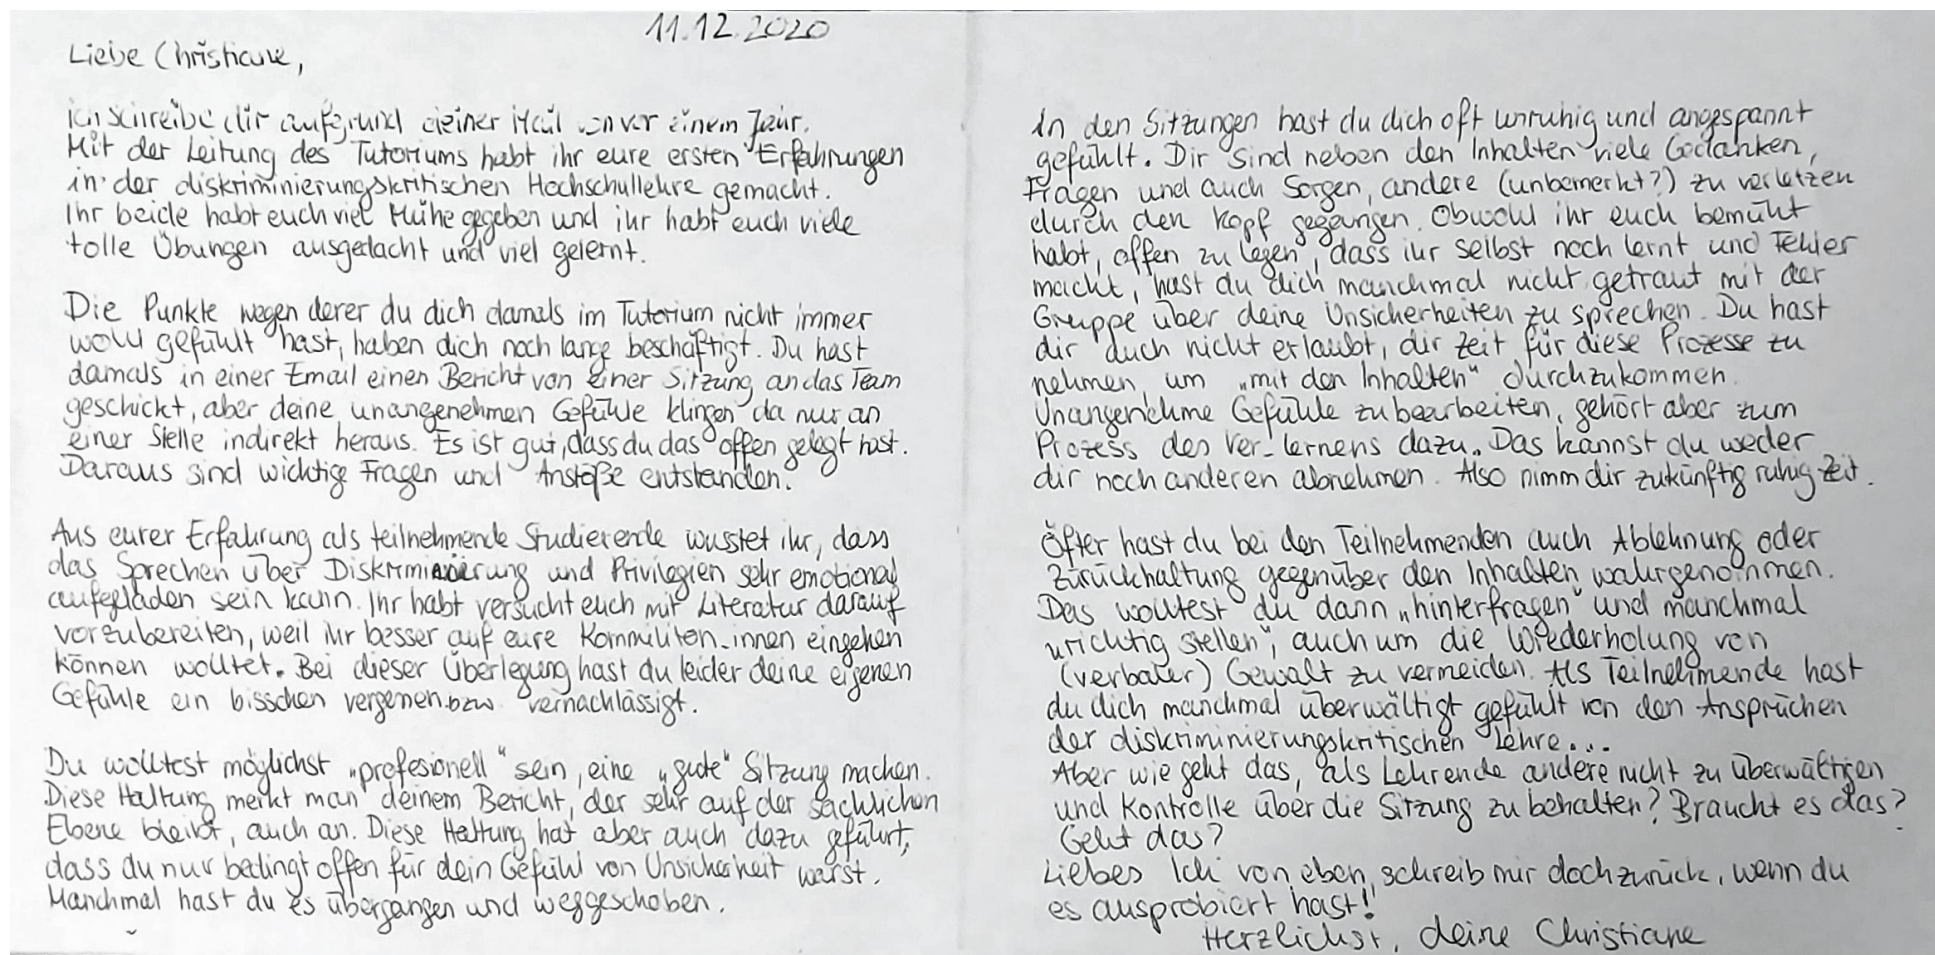 11.12.2020
Liebe Christiane,
ich schreibe dir aufgrund deiner Mail von vor einem Jahr.
Mit der Leitung des Tutoriums habt ihr eure ersten Erfahrungen
in der diskriminierungskritischen Hochschullehre gemacht.
Ihr beide habt euch viel Mühe gegeben und ihr habt euch viele
tolle Übungen ausgedacht und viel gelernt.
Die Punkte wegen derer du dich damals im Tutorium nicht immer
wohl gefühlt hast, haben dich noch lange beschäftigt. Du hast
damals in einer Email einen Bericht von einer Sitzung an das Team
geschickt, aber deine unangenehmen Gefühle klingen da nur an
einer Stelle indirekt heraus. Es ist gut, dass du das offen gelegt hast.
Daraus sind wichtige Fragen und Anstöße entstanden.
Aus eurer Erfahrung als teilnehmende Studierende wusstet ihr, dass
das Sprechen über Diskriminierung und Privilegien sehr emotional
aufgeladen sein kann. Ihr habt versucht euch mit Literatur darauf
vorzubereiten, weil ihr besser auf eure Kommiliton_innen eingehen
können wolltet. Bei dieser Überlegung hast du leider deine eigenen
Gefühle ein bisschen vergessen bzw. vernachlässigt.
Du wolltest möglichst „profesionell“ sein, eine „gute“ Sitzung machen.
Diese Haltung merkt man deinem Bericht, der sehr auf der sachlichen
Ebene bleibt, auch an. Diese Haltung hat aber auch dazu geführt,
dass du nur bedingt offen für dein Gefühl von Unsicherheit warst.
Manchmal hast du es übergangen und weggeschoben.
In den Sitzungen hast du dich oft unruhig und angespannt
gefühlt. Dir sind neben den Inhalten viele Gedanken,
Fragen und auch Sorgen, andere (unbemerkt?) zu verletzen
durch den Kopf gegangen. Obwohl ihr euch bemüht
habt, offen zu legen, dass ihr selbst noch lernt und Fehler
macht, hast du dich manchmal nicht getraut mit der
Gruppe über deine Unsicherheiten zu sprechen. Du hast
dir auch nicht erlaubt, dir Zeit für diese Prozesse zu
nehmen, um „mit den Inhalten“ durchzukommen.
Unangenehme Gefühle zu bearbeiten, gehört aber zum
Prozess des Ver_lernens dazu. Das kannst du weder
dir noch anderen abnehmen. Also nimm dir zukünftig ruhig Zeit.
Öfter hast du bei den Teilnehmenden auch Ablehnung oder
Zurückhaltung gegenüber den Inhalten wahrgenommen.
Das wolltest du dann „hinterfragen“ und manchmal
„richtig stellen“, auch um die Wiederholung von
(verbaler) Gewalt zu vermeiden. Als Teilnehmende hast
du dich manchmal überwältigt gefühlt von den Ansprüchen
der diskriminierungskritischen Lehre...
Aber wie geht das, als Lehrende andere nicht zu überwältigen
und Kontrolle über die Sitzung zu behalten? Braucht es das?
Geht das?
Liebes Ich von eben, schreib mir doch zurück, wenn du
es ausprobiert hast!
Herzlichst, deine Christiane